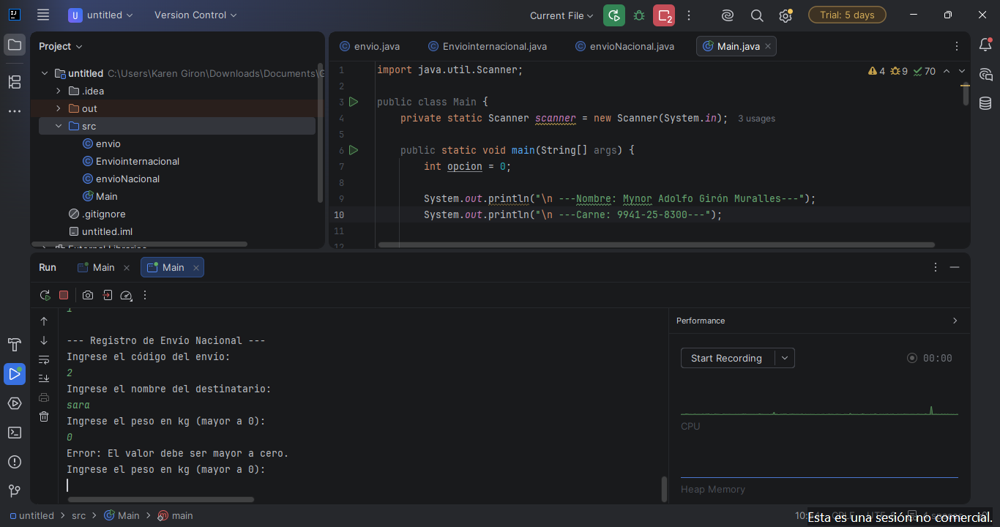 U untitled Version Control Current File 2 Trial: 5 days
Project
envio.java Enviointernacional.java envioNacional.java Main.java
untitled C:\Users\Karen Giron\Downloads\Documents\
.idea
out
src
envio
Enviointernacional
envioNacional
Main
.gitignore
untitled.iml
External Libraries
4 9 70
1 import java.util.Scanner;
2
3 public class Main {
4 private static Scanner scanner = new Scanner(System.in); 3 usages
5
6 public static void main(String[] args) {
7 int opcion = 0;
8
9 System.out.println("\n ---Nombre: Mynor Adolfo Girón Muralles---");
10 System.out.println("\n ---Carne: 9941-25-8300---");
11
12
Run Main Main
1
--- Registro de Envío Nacional ---
Ingrese el código del envío:
2
Ingrese el nombre del destinatario:
sara
Ingrese el peso en kg (mayor a 0):
0
Error: El valor debe ser mayor a cero.
Ingrese el peso en kg (mayor a 0):
Performance
Start Recording 00:00
CPU
Heap Memory
untitled src Main main
Esta es una sesión no comercial.